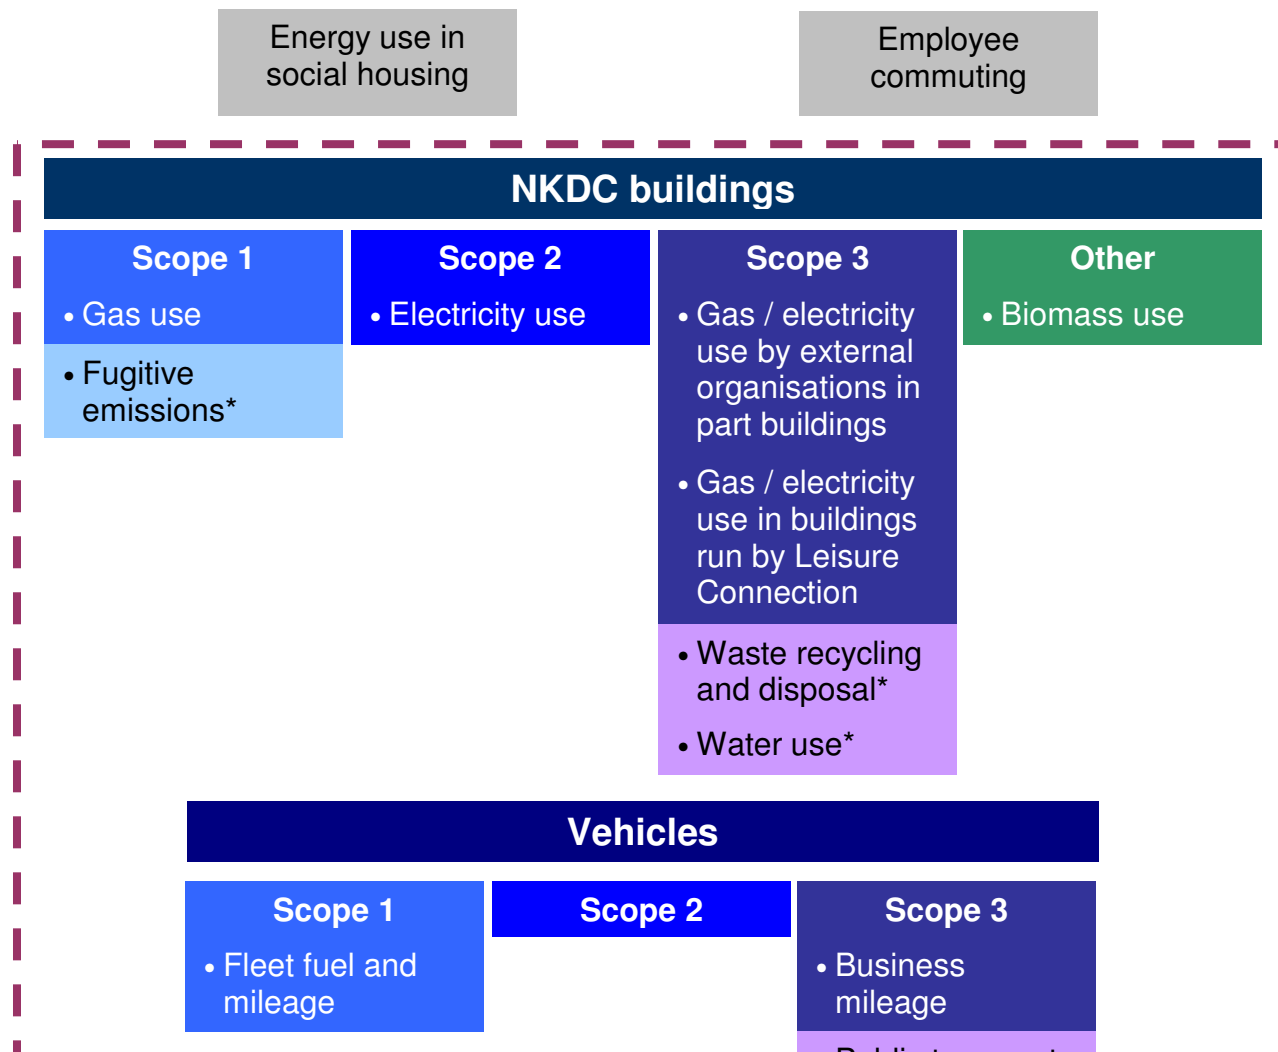 Energy use in
social housing
Employee
commuting
NKDC buildings
Scope 1
• Gas use
• Fugitive
emissions*
Scope 2
• Electricity use
Scope 3
• Gas / electricity
use by external
organisations in
part buildings
• Gas / electricity
use in buildings
run by Leisure
Connection
• Waste recycling
and disposal*
• Water use*
Other
• Biomass use
Vehicles
Scope 1
• Fleet fuel and
mileage
Scope 2
Scope 3
• Business
mileage